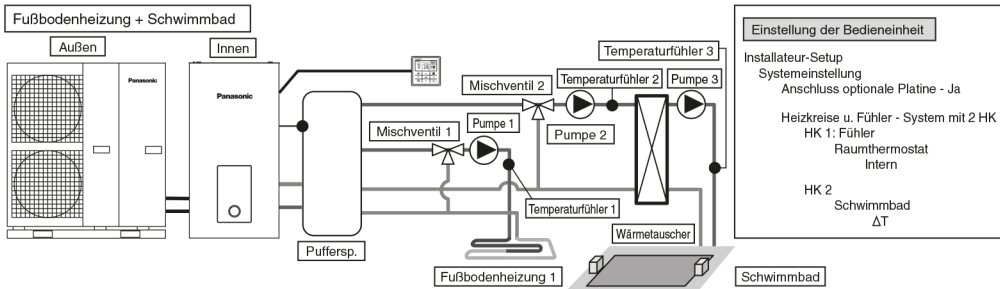 Fußbodenheizung + Schwimmbad
Außen
Innen
Panasonic
Panasonic
Mischventil 1
Pumpe 1
Mischventil 2
Temperaturfühler 2
Pumpe 2
Temperaturfühler 3
Pumpe 3
Temperaturfühler 1
Puffersp.
Fußbodenheizung 1
Wärmetauscher
Schwimmbad
Einstellung der Bedieneinheit
Installateur-Setup
Systemeinstellung
Anschluss optionale Platine - Ja
Heizkreise u. Fühler - System mit 2 HK
HK 1: Fühler
Raumthermostat
Intern
HK 2
Schwimmbad
ΔT